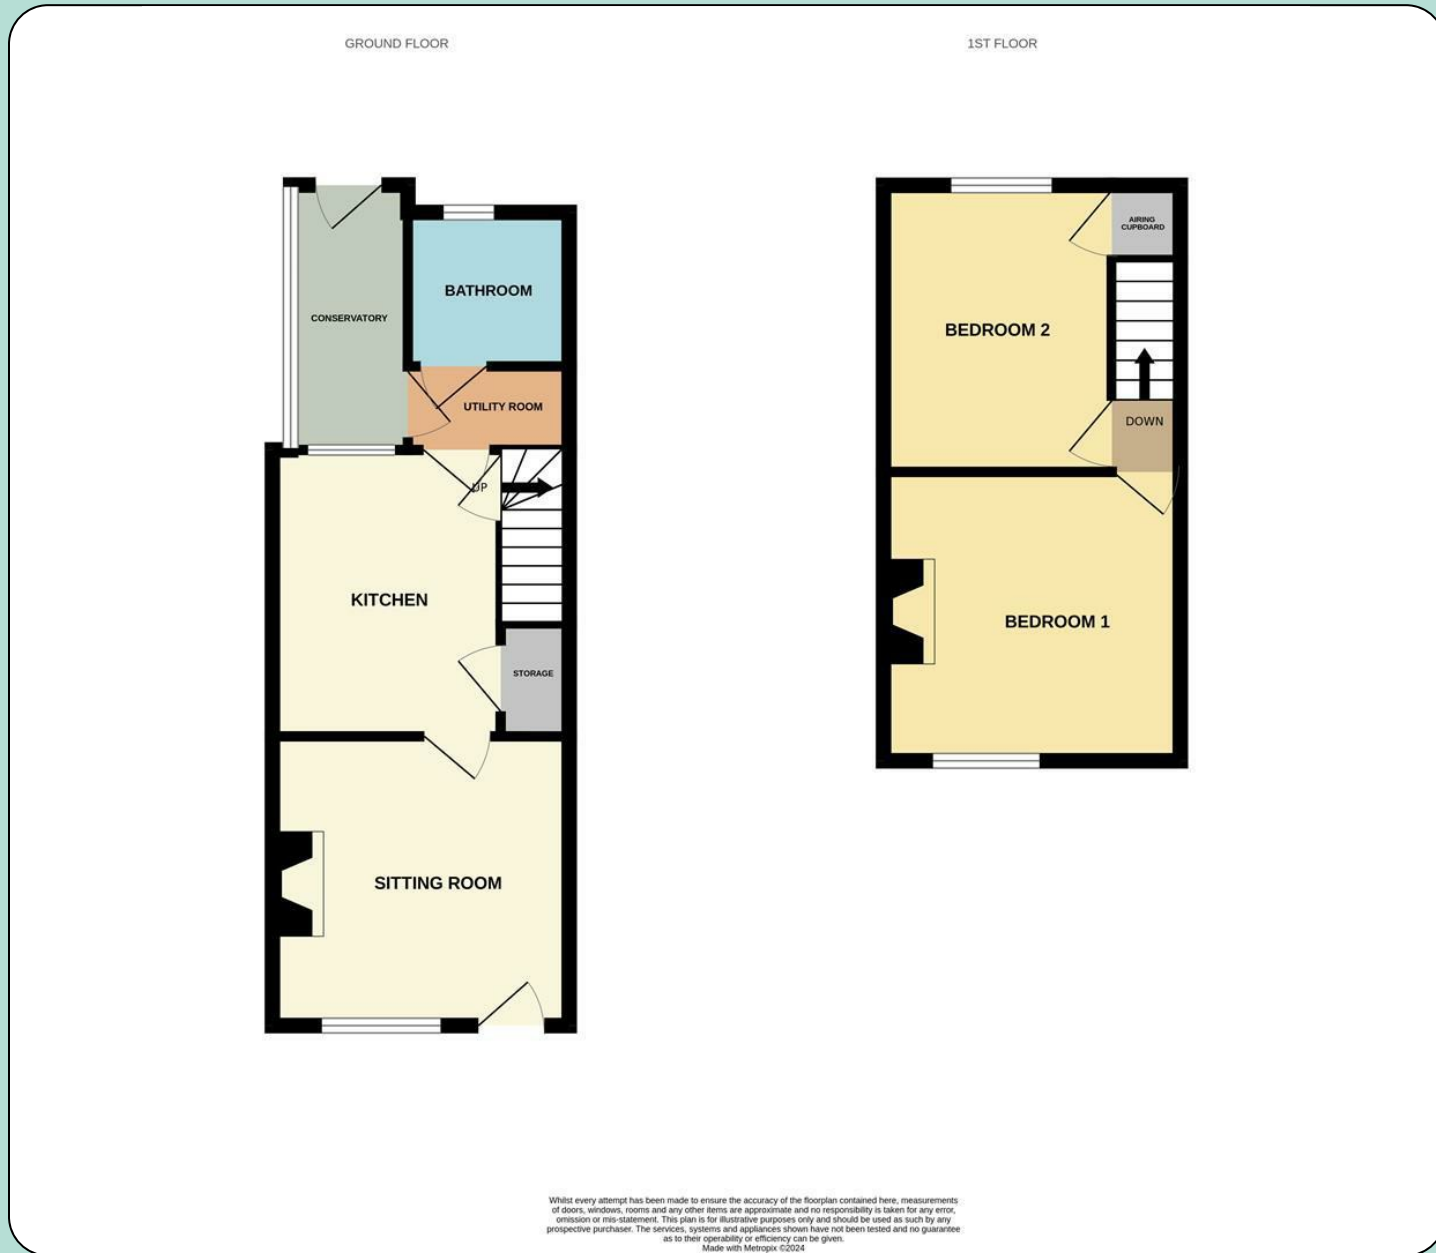 GROUND FLOOR
1ST FLOOR
CONSERVATORY
BATHROOM
UTILITY ROOM
UP
KITCHEN
STORAGE
SITTING ROOM
AIRING
CUPBOARD
BEDROOM 2
DOWN
BEDROOM 1
Whilst every attempt has been made to ensure the accuracy of the floorplan contained here, measurements
of doors, windows, rooms and any other items are approximate and no responsibility is taken for any error,
omission or mis-statement. This plan is for illustrative purposes only and should be used as such by any
prospective purchaser. The services, systems and appliances shown have not been tested and no guarantee
as to their operability or efficiency can be given.
Made with Metropix ©2024